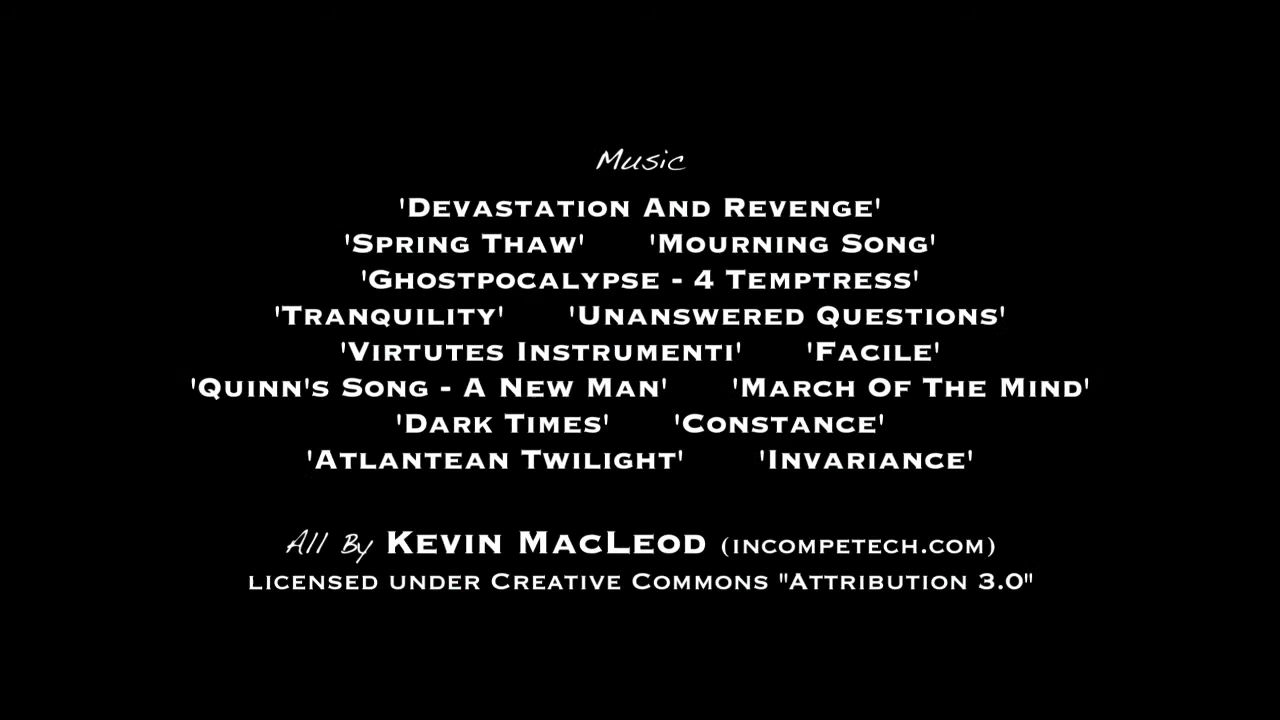 Music
'Devastation And Revenge'
'Spring Thaw' 'Mourning Song'
'Ghostpocalypse - 4 Temptress'
'Tranquility' 'Unanswered Questions'
'Virtutes Instrumenti' 'Facile'
'Quinn's Song - A New Man' 'March Of The Mind'
'Dark Times' 'Constance'
'Atlantean Twilight' 'Invariance'
All By Kevin MacLeod (incompetech.com)
licensed under Creative Commons "Attribution 3.0"